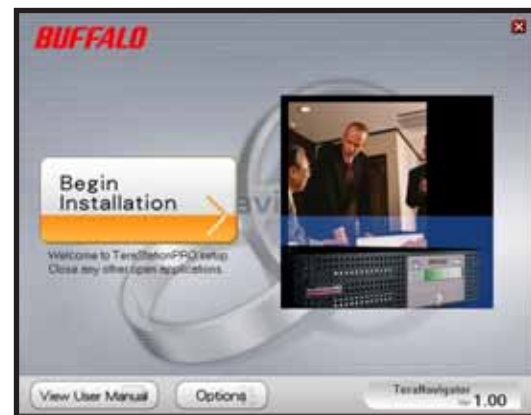 BUFFALO
Begin
Installation
Welcome to TeraStationPRO setup.
Close any other open applications.
View User Manual
Options
TeraNavigator
Ver 1.00